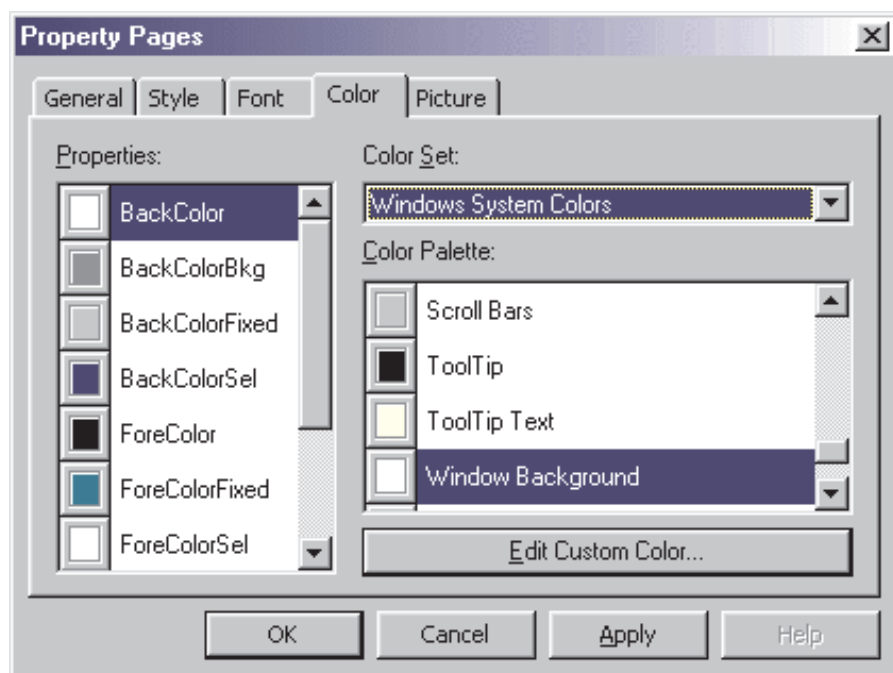 Property Pages
General Style Font Color Picture
Properties:
BackColor
BackColorBkg
BackColorFixed
BackColorSel
ForeColor
ForeColorFixed
ForeColorSel
Color Set:
Windows System Colors
Color Palette:
Scroll Bars
ToolTip
ToolTip Text
Window Background
Edit Custom Color...
OK Cancel Apply Help